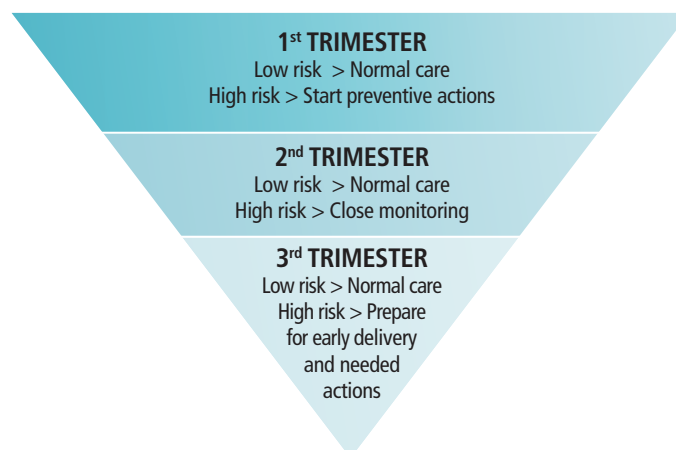 1st TRIMESTER
Low risk > Normal care
High risk > Start preventive actions
2nd TRIMESTER
Low risk > Normal care
High risk > Close monitoring
3rd TRIMESTER
Low risk > Normal care
High risk > Prepare
for early delivery
and needed
actions